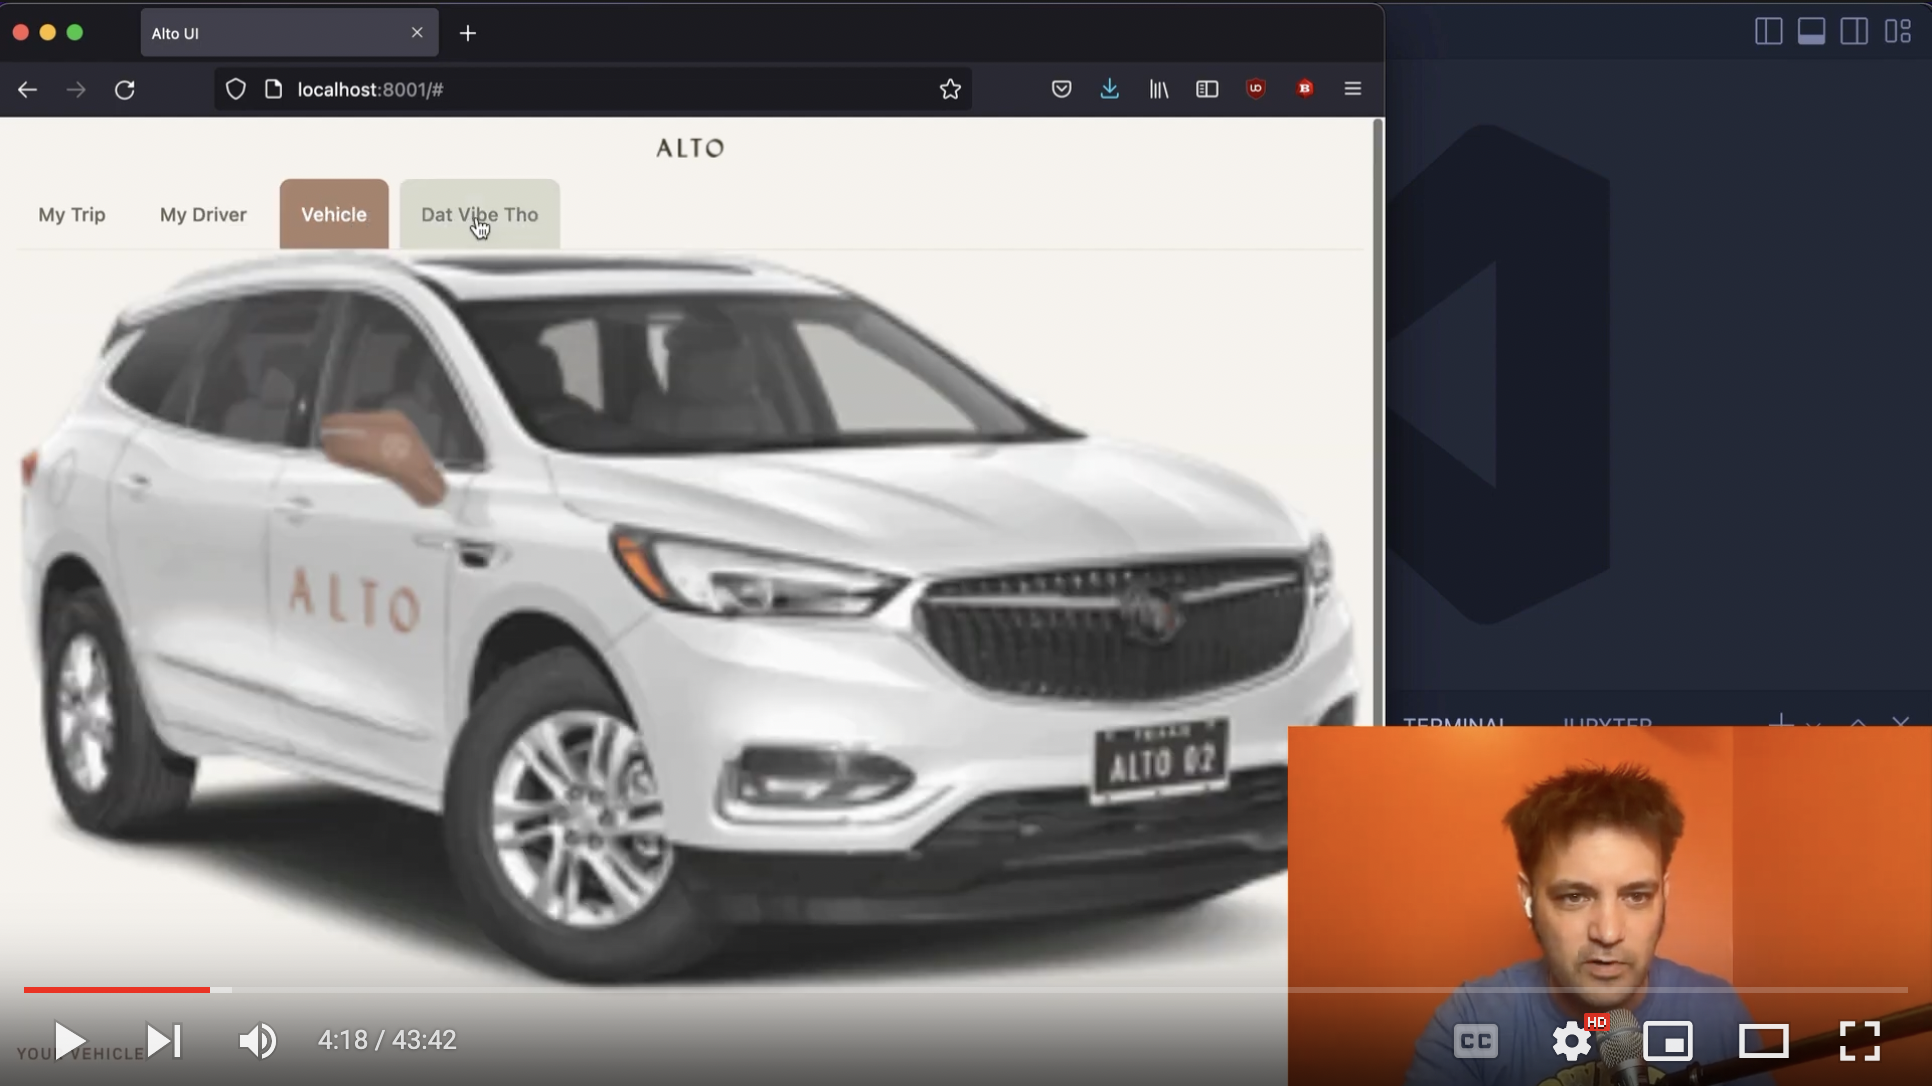 Alto UI
localhost:8001/#
ALTO
My Trip
My Driver
Vehicle
Dat Vibe Tho
ALTO
ALTO 02
TERMINAL
JUPYTER
YOUR VEHICLE
4:18 / 43:42
CC
HD